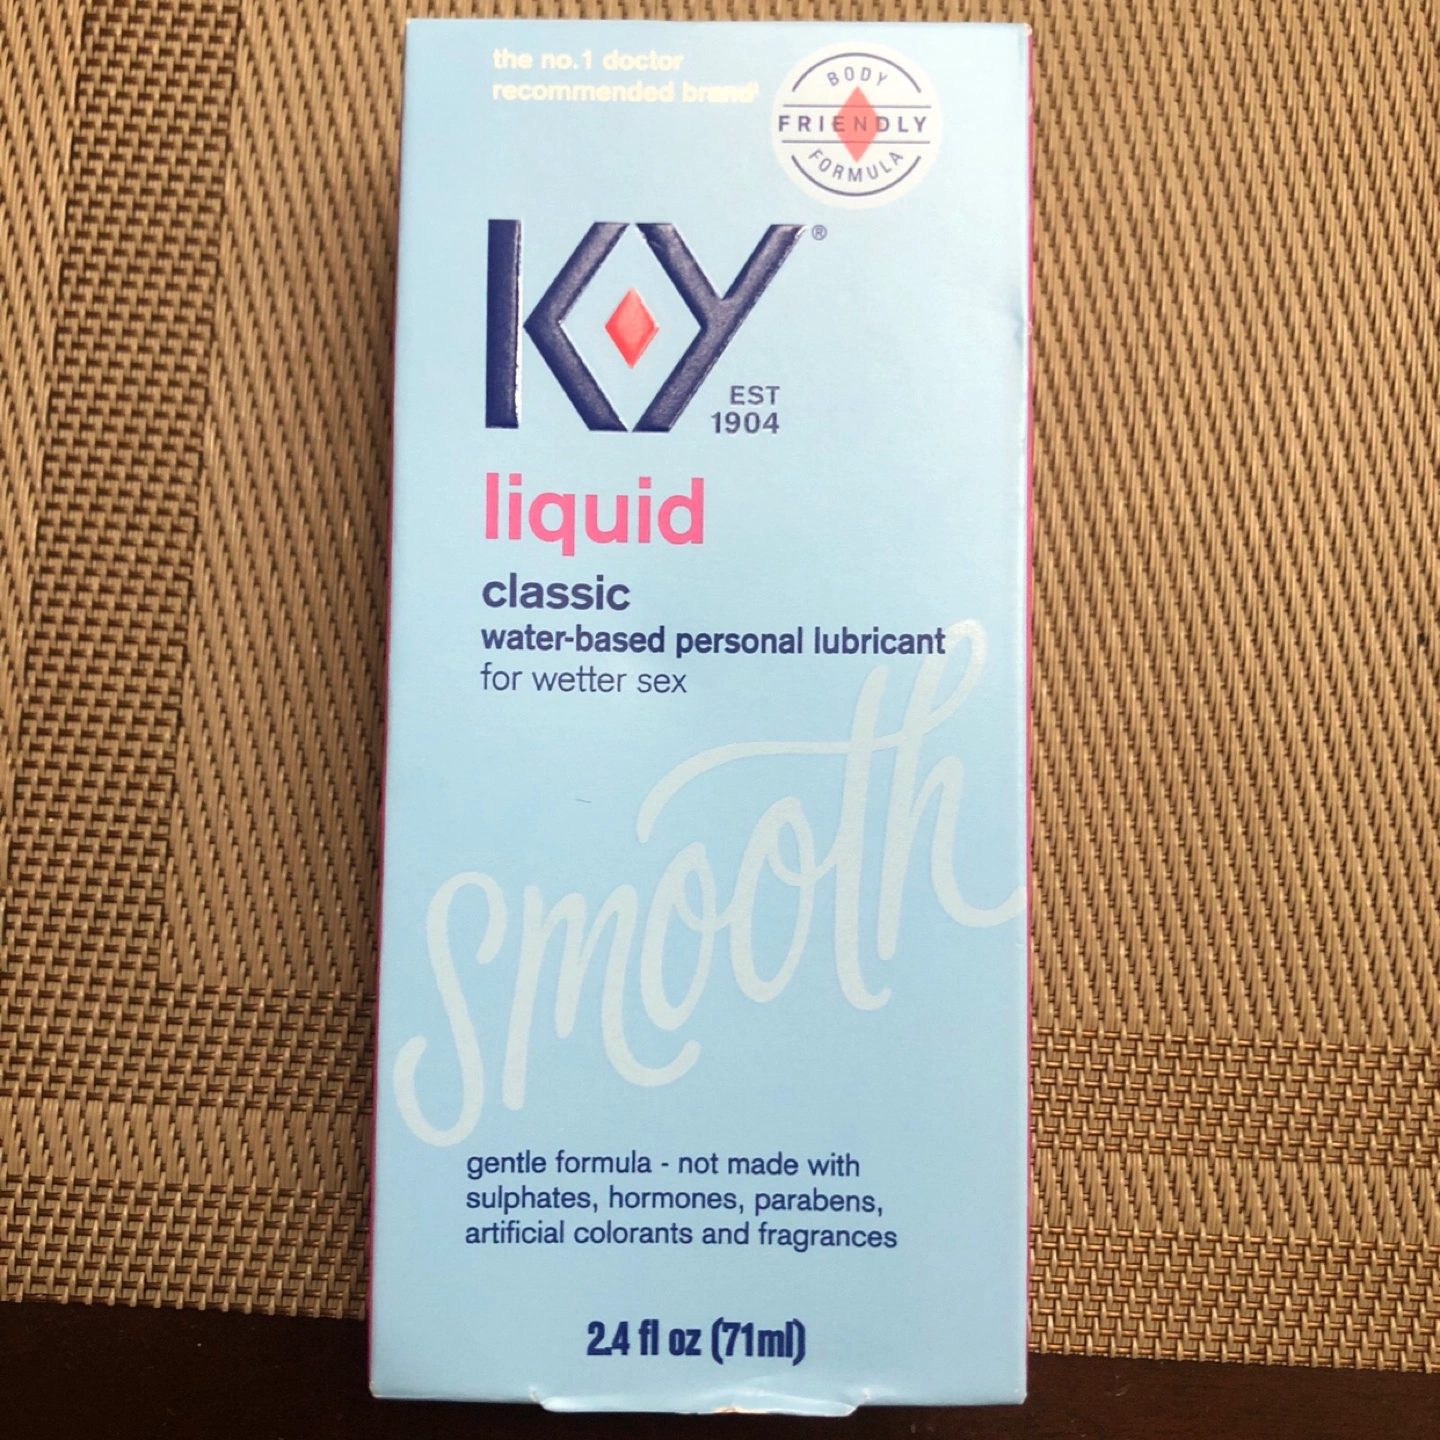 the no.1 doctor
recommended brand¹
BODY
FRIENDLY
FORMULA
KY®
EST
1904
liquid
classic
water-based personal lubricant
for wetter sex
smooth
gentle formula - not made with
sulphates, hormones, parabens,
artificial colorants and fragrances
2.4 fl oz (71ml)